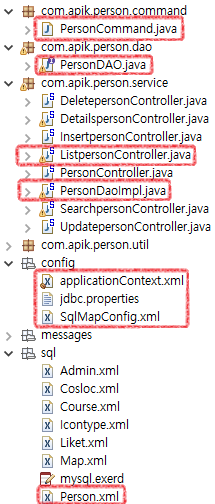 com.apik.person.command
PersonCommand.java
com.apik.person.dao
PersonDAO.java
com.apik.person.service
DeletepersonController.java
DetailspersonController.java
InsertpersonController.java
ListpersonController.java
PersonController.java
PersonDaoImpl.java
SearchpersonController.java
UpdatepersonController.java
com.apik.person.util
config
applicationContext.xml
jdbc.properties
SqlMapConfig.xml
messages
sql
Admin.xml
Cosloc.xml
Course.xml
Icontype.xml
Liket.xml
Map.xml
mysql.exerd
Person.xml